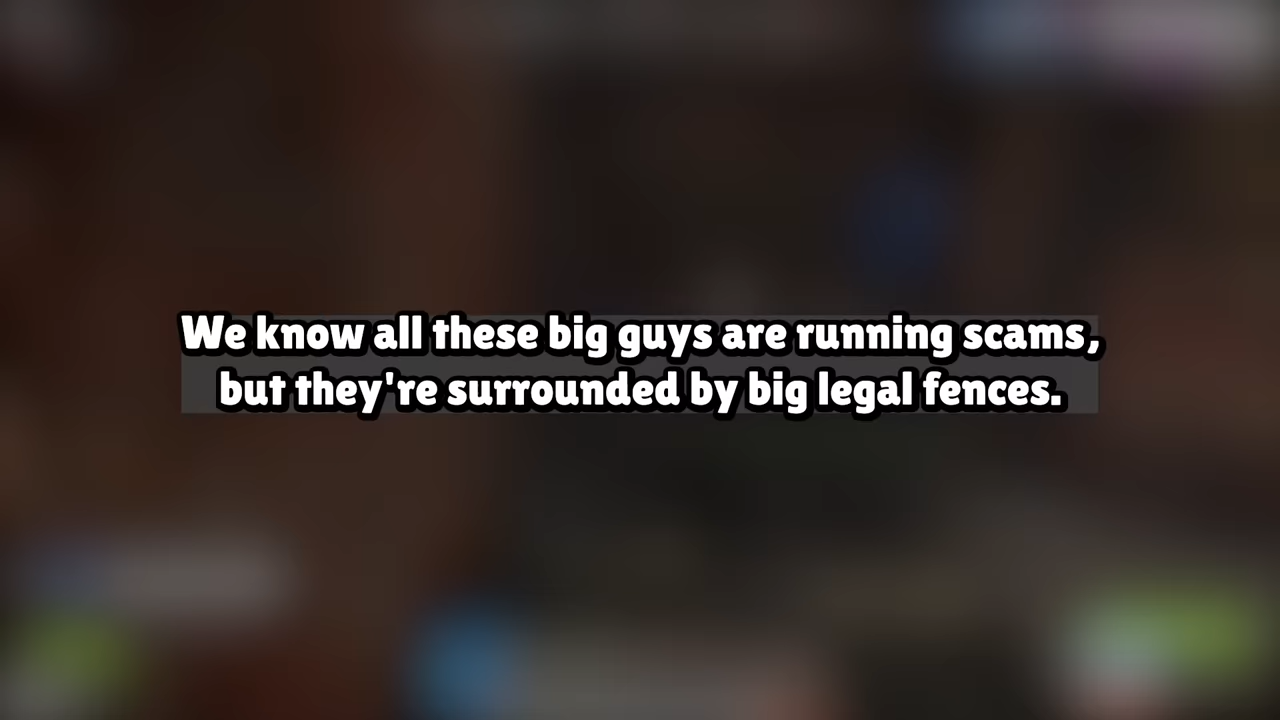 We know all these big guys are running scams,
but they're surrounded by big legal fences.